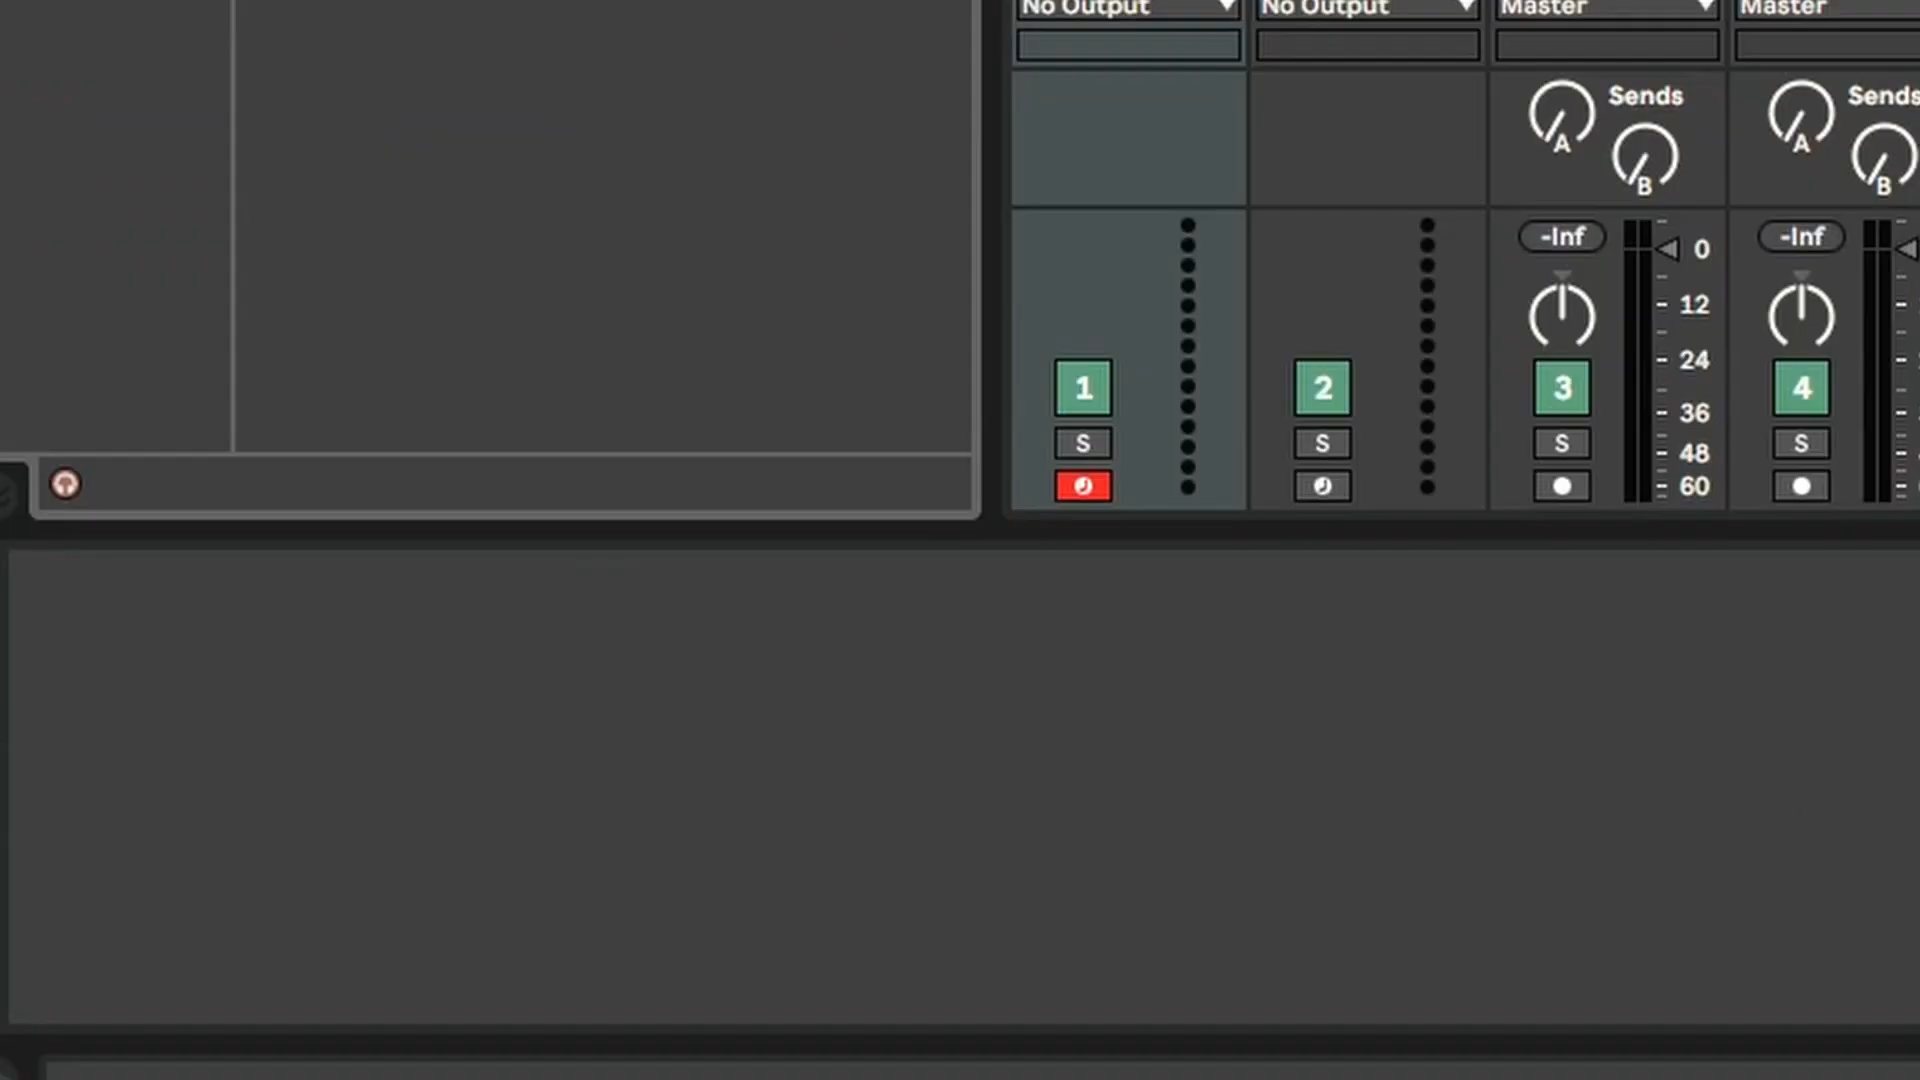 No Output No Output Master Master
A Sends A Sends
B B
-Inf -Inf
0
12
24
36
48
60
1 2 3 4
S S S S